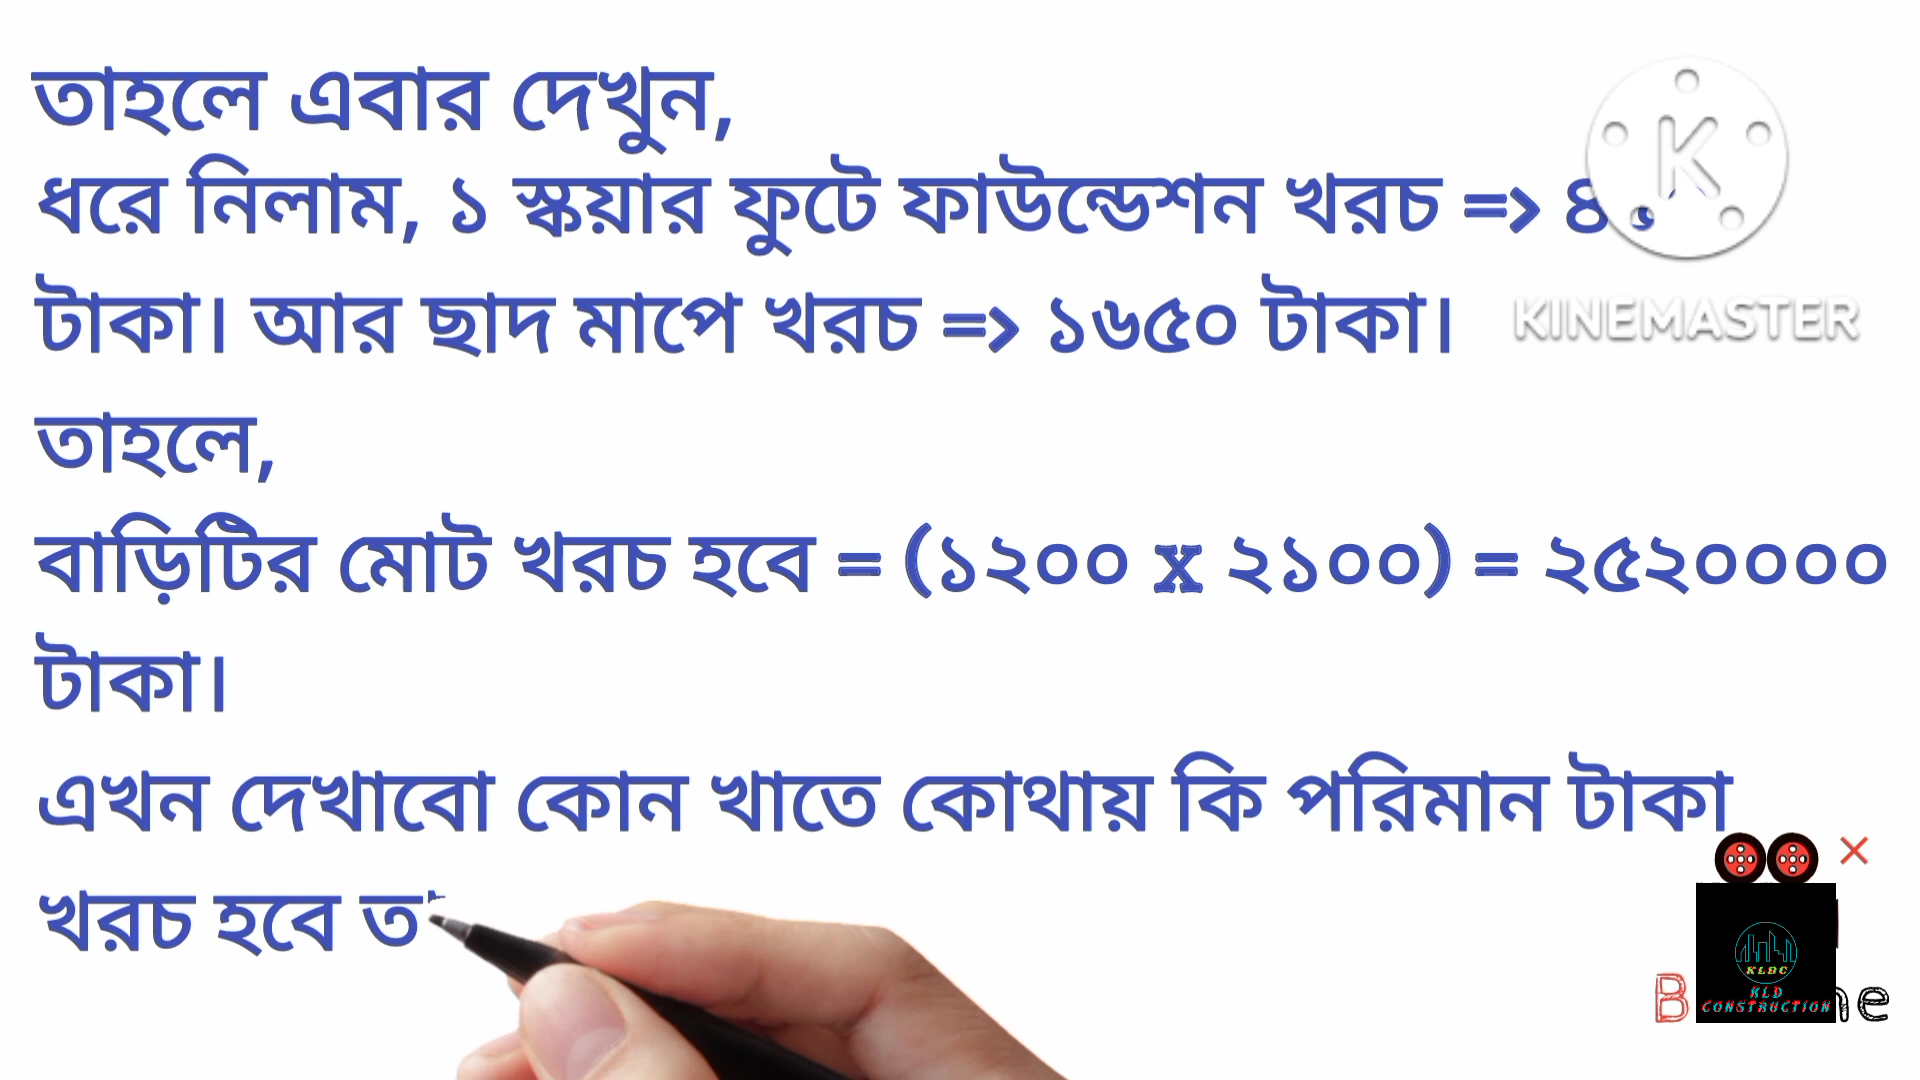 তাহলে এবার দেখুন,
ধরে নিলাম, ১ স্কয়ার ফুটে ফাউন্ডেশন খরচ =>
টাকা। আর ছাদ মাপে খরচ => ১৬৫০ টাকা।
তাহলে,
বাড়িটির মোট খরচ হবে = (১২০০ x ২১০০) = ২৫২০০০০
টাকা।
এখন দেখাবো কোন খাতে কোথায় কি পরিমান টাকা
খরচ হবে
K
KINEMASTER
KLDC
KLD
CONSTRUCTION